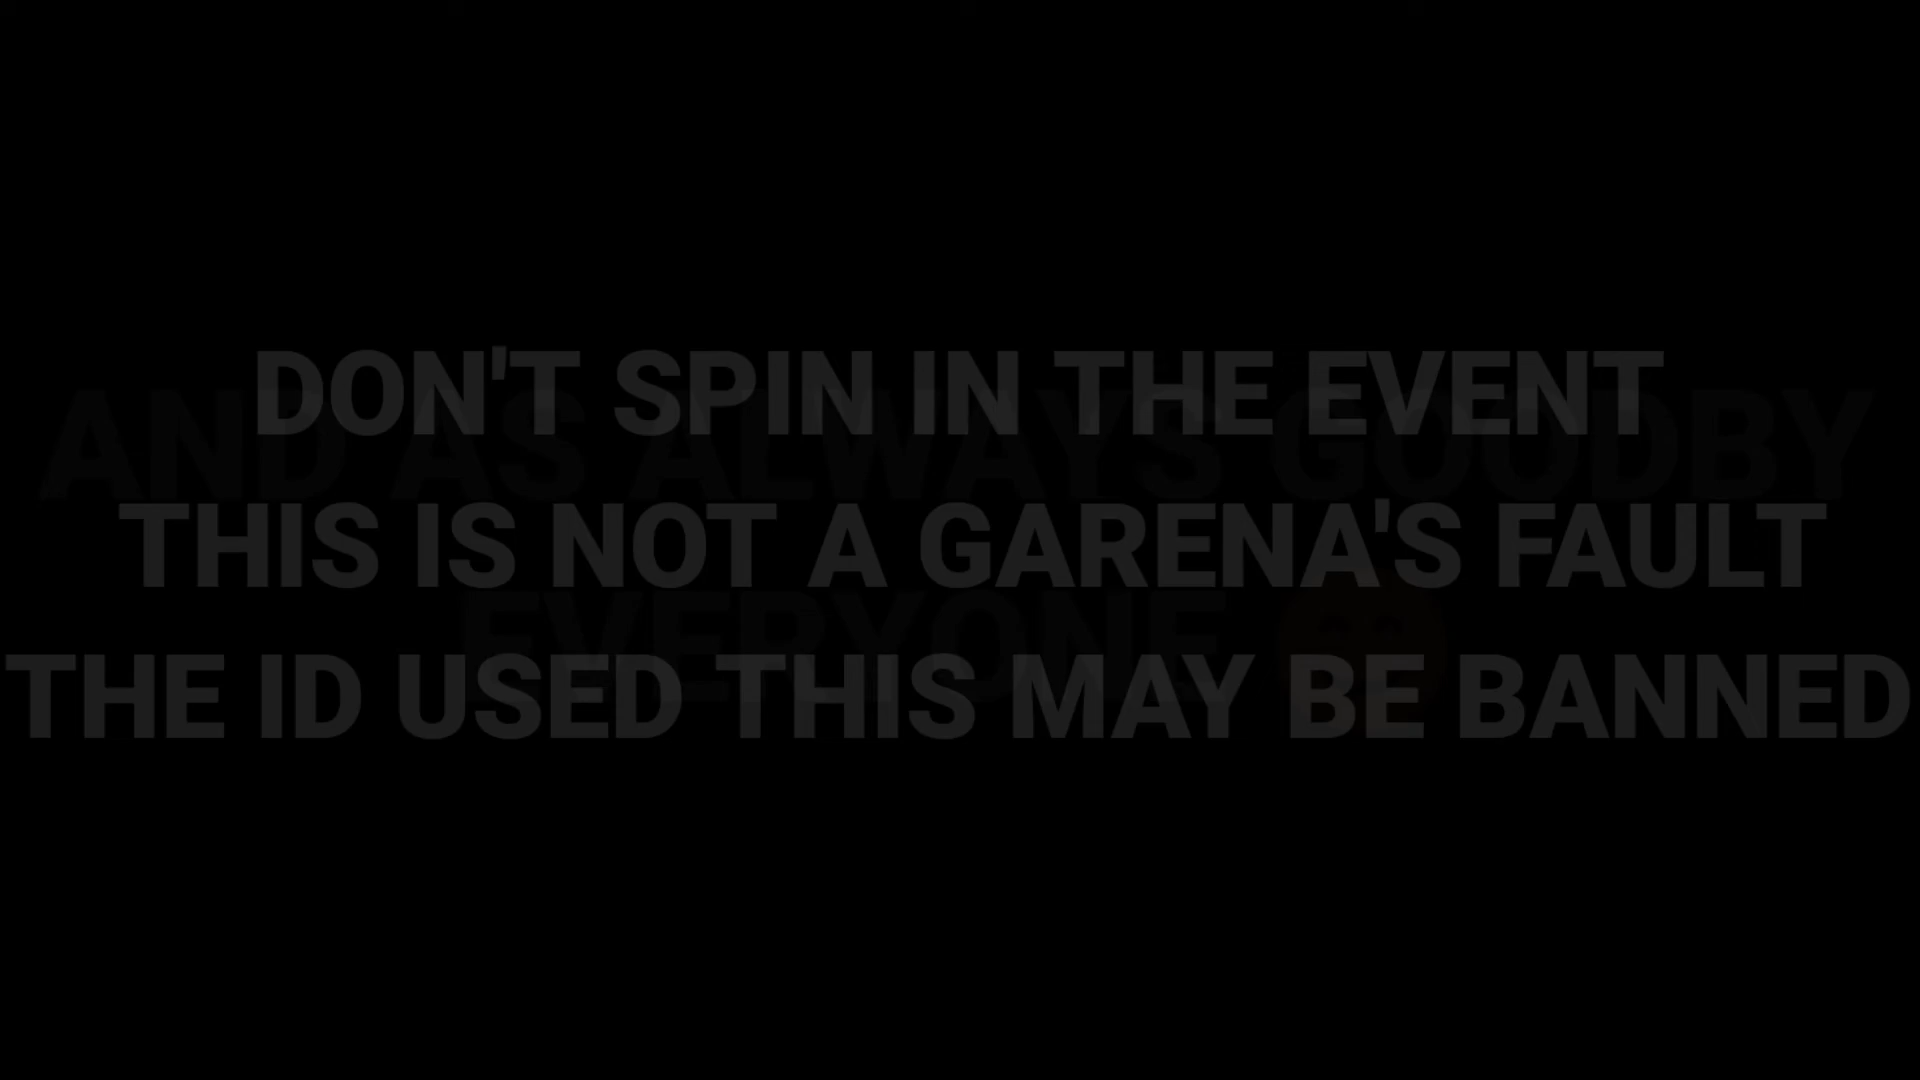 DON'T SPIN IN THE EVENT
AND AS ALWAYS GOODBY
THIS IS NOT A GARENA'S FAULT
EVERYONE
THE ID USED THIS MAY BE BANNED